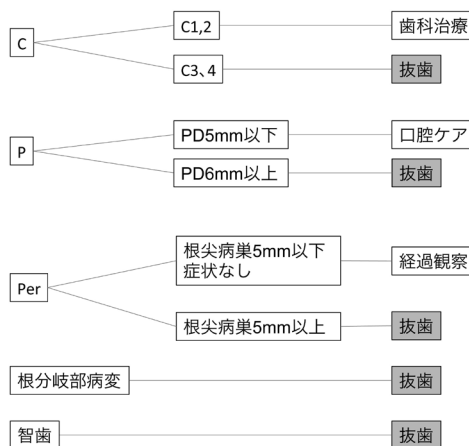 C
C1,2
歯科治療
C3、4
抜歯
P
PD5mm以下
口腔ケア
PD6mm以上
抜歯
Per
根尖病巣5mm以下
症状なし
経過観察
根尖病巣5mm以上
抜歯
根分岐部病変
抜歯
智歯
抜歯